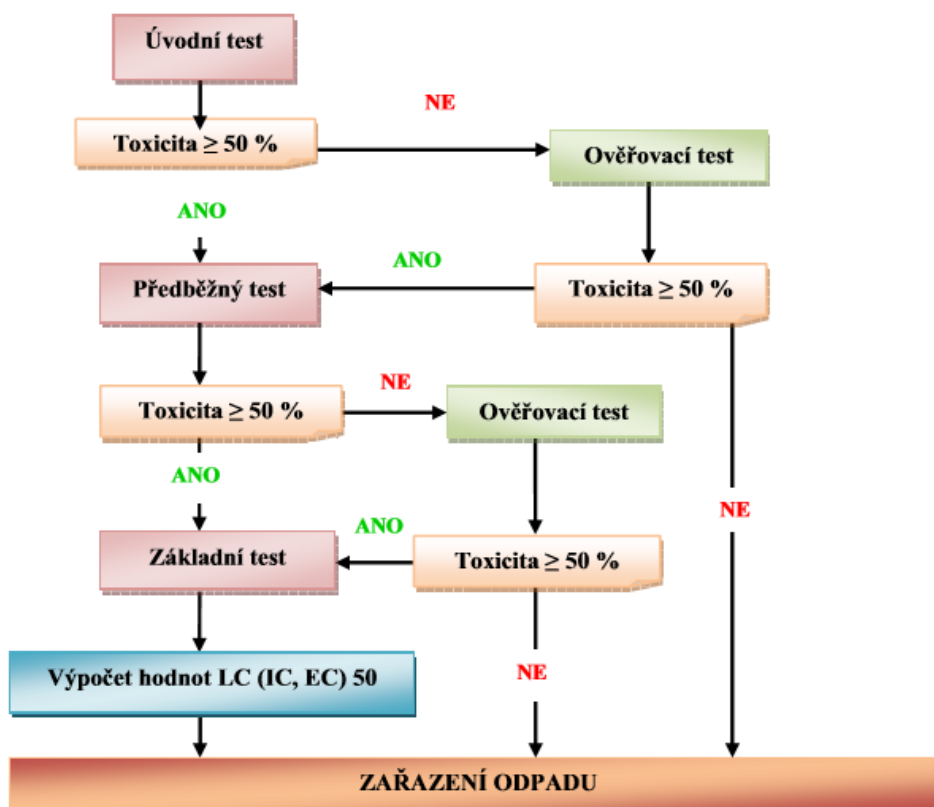 Úvodní test
NE
Toxicita ≥ 50 %
Ověřovací test
ANO
ANO
Předběžný test
Toxicita ≥ 50 %
NE
Toxicita ≥ 50 %
Ověřovací test
ANO
NE
ANO
Základní test
Toxicita ≥ 50 %
Výpočet hodnot LC (IC, EC) 50
NE
ZAŘAZENÍ ODPADU